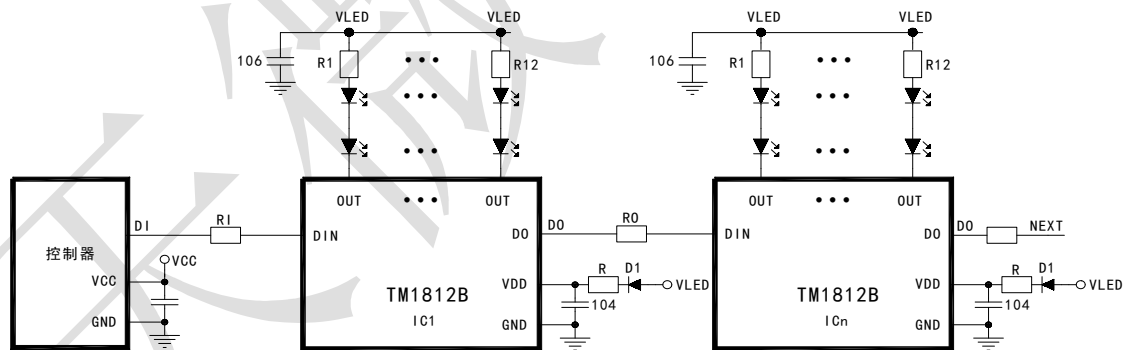 VLED VLED VLED VLED
106 R1 ••• R12 106 R1 ••• R12
••• •••
••• •••
OUT ••• OUT OUT ••• OUT
DI RI DIN DO DO RO DIN DO DO NEXT
控制器
VCC VCC VDD R D1 VLED VDD R D1 VLED
TM1812B 104 TM1812B 104
GND IC1 GND ICn GND